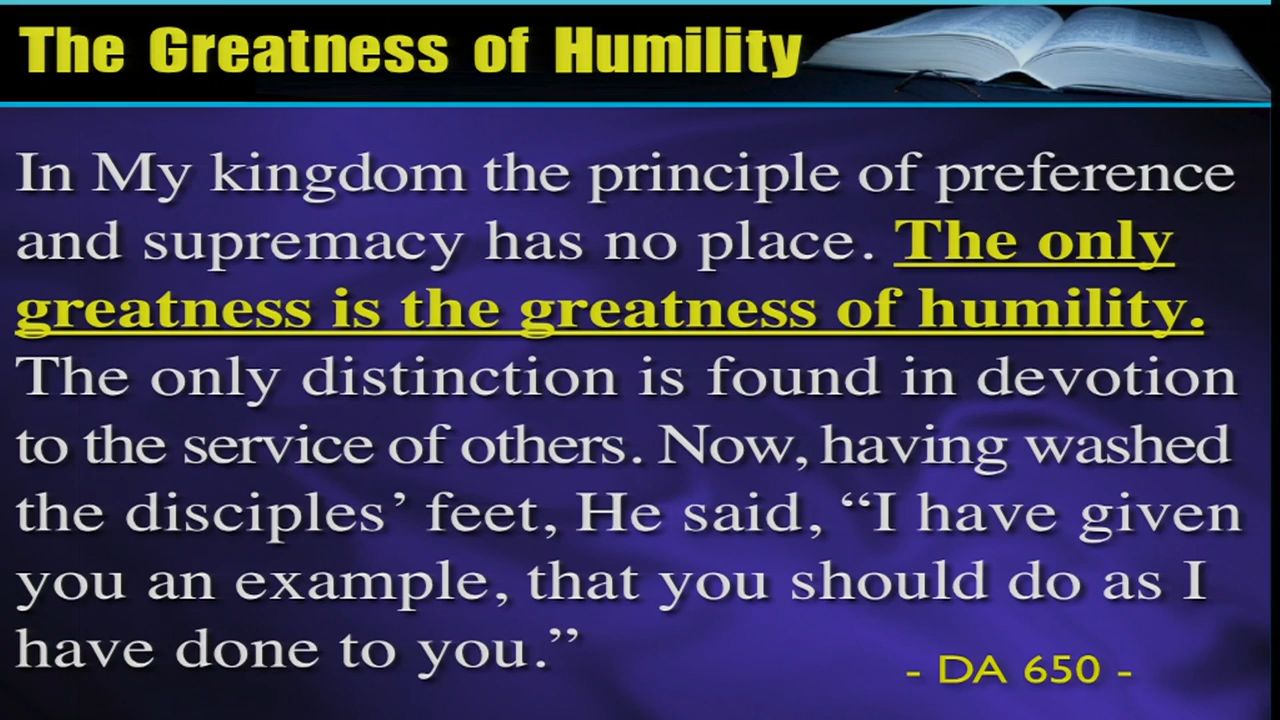 The Greatness of Humility
In My kingdom the principle of preference
and supremacy has no place. The only
greatness is the greatness of humility.
The only distinction is found in devotion
to the service of others. Now, having washed
the disciples’ feet, He said, “I have given
you an example, that you should do as I
have done to you.”
- DA 650 -